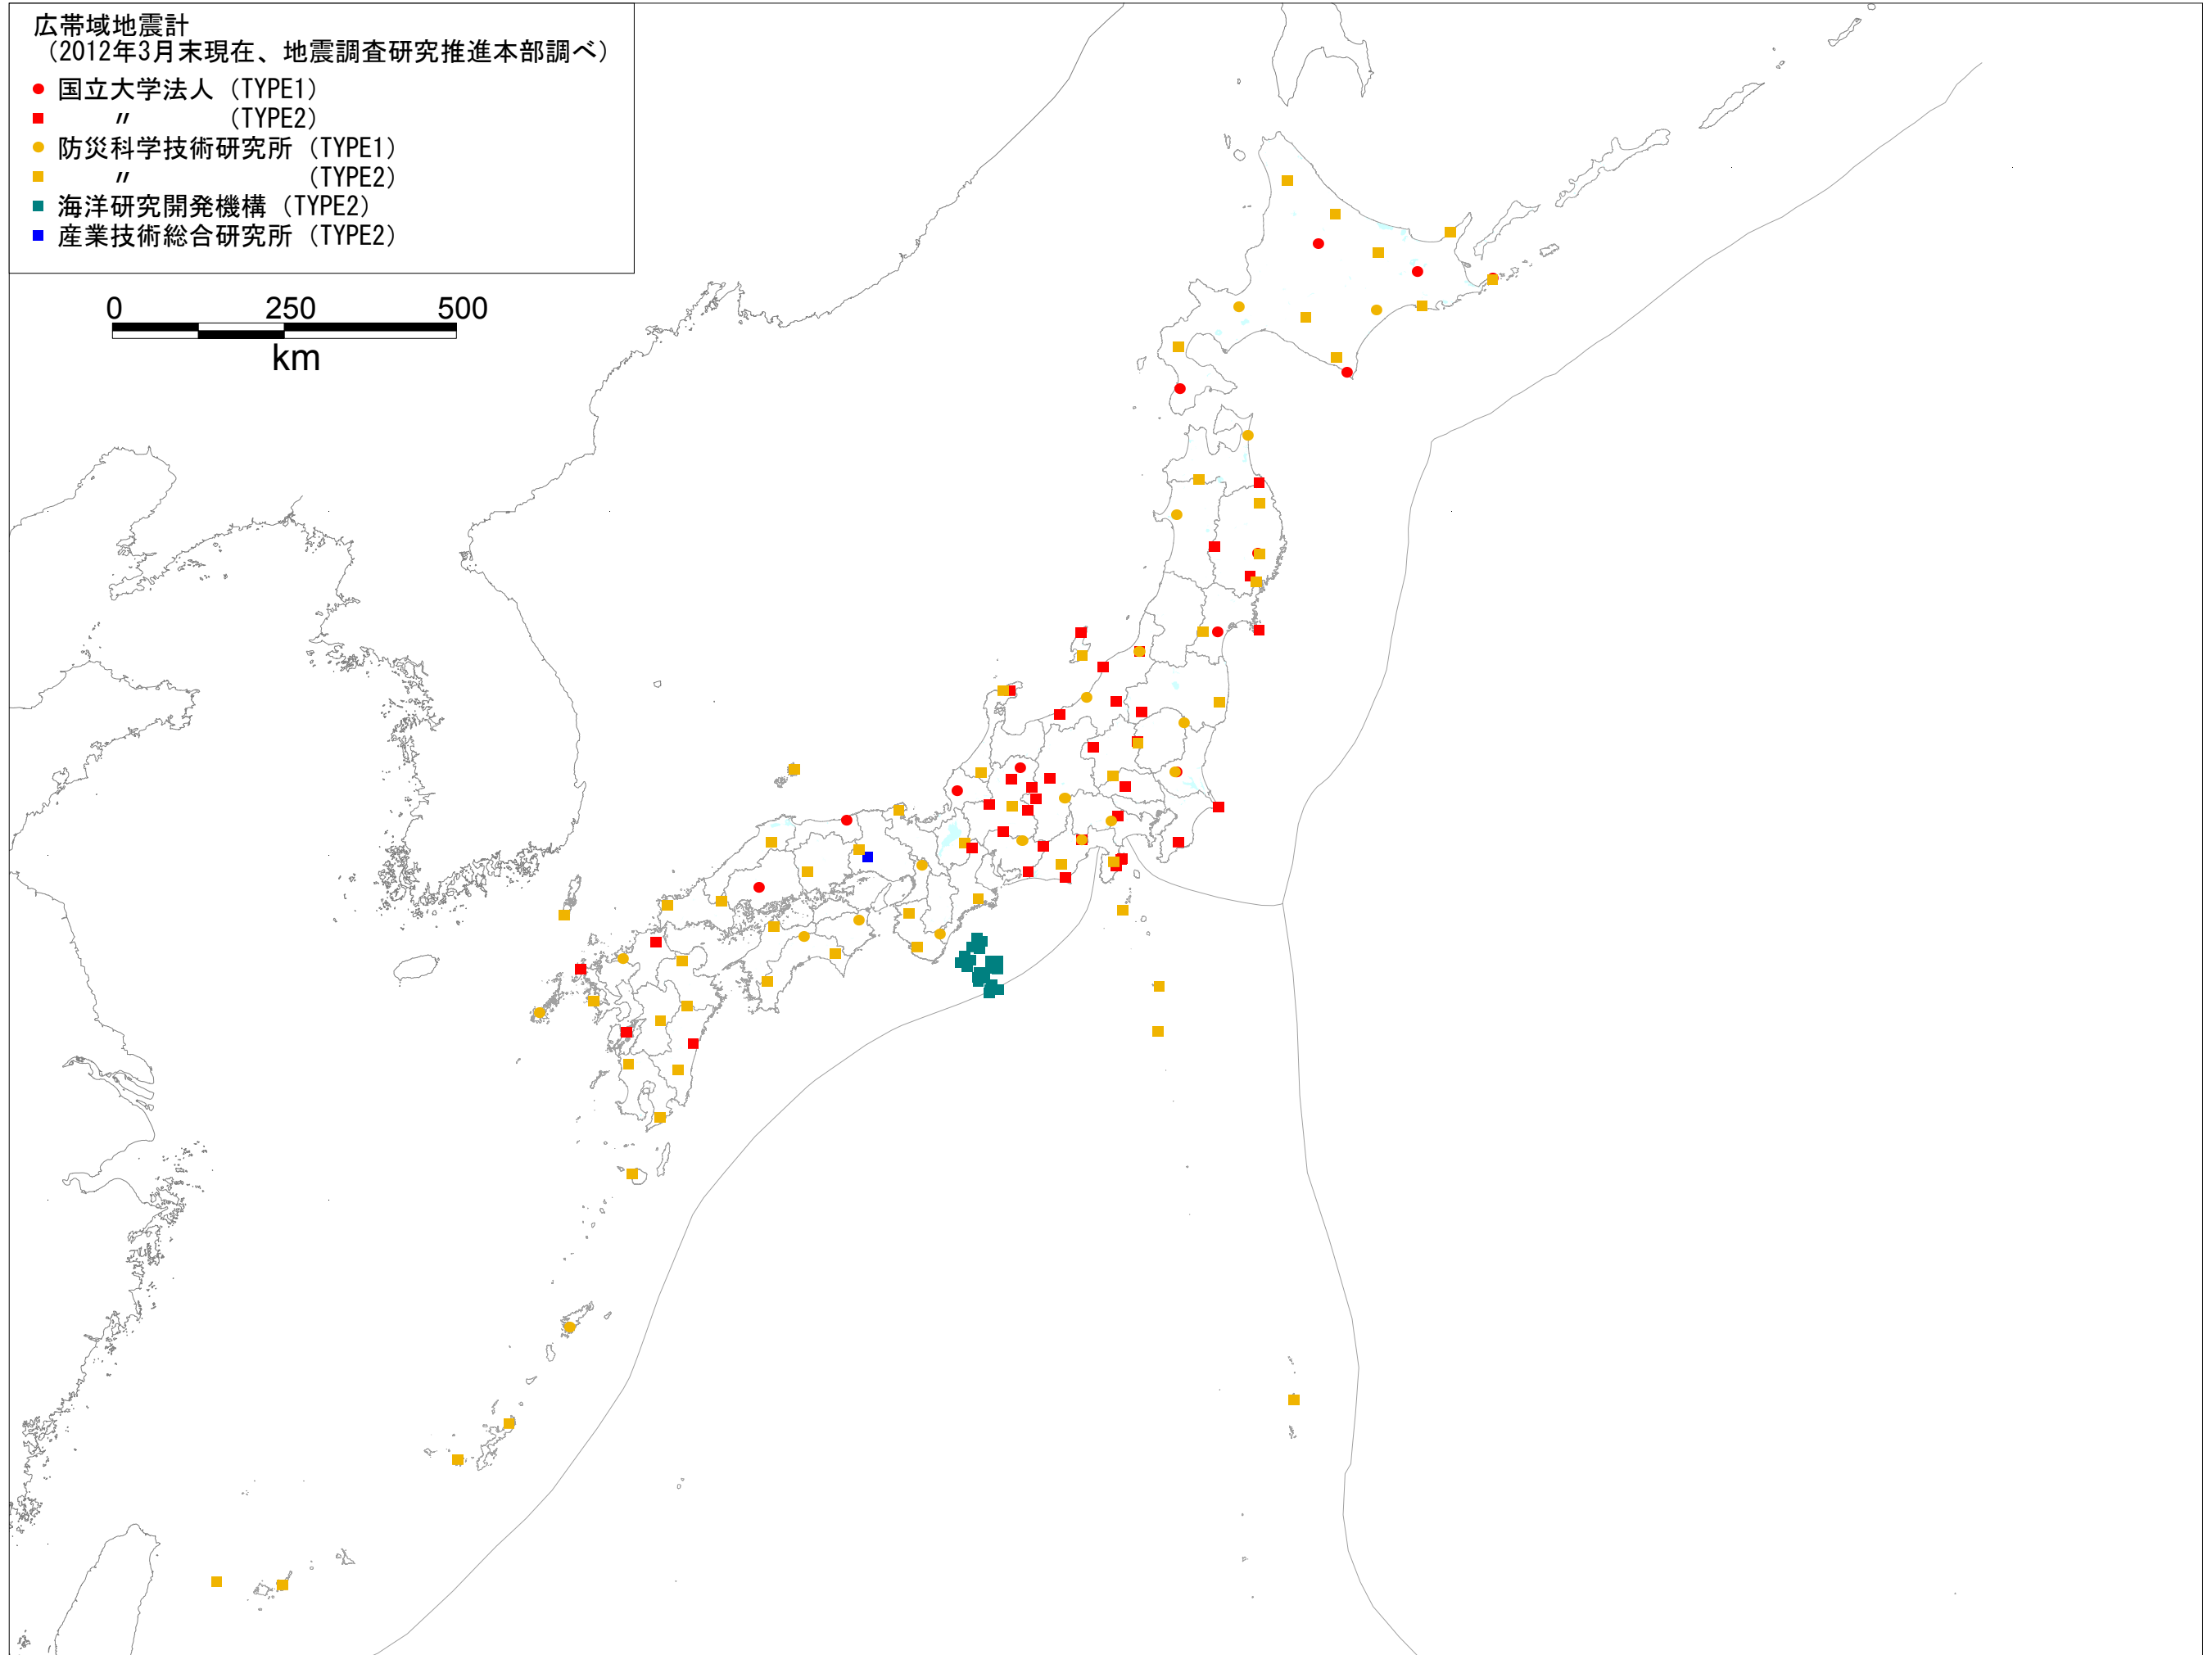 広帯域地震計
（2012年3月末現在、地震調査研究推進本部調べ）
国立大学法人（TYPE1）
〃（TYPE2）
防災科学技術研究所（TYPE1）
〃（TYPE2）
海洋研究開発機構（TYPE2）
産業技術総合研究所（TYPE2）
0 250 500
km